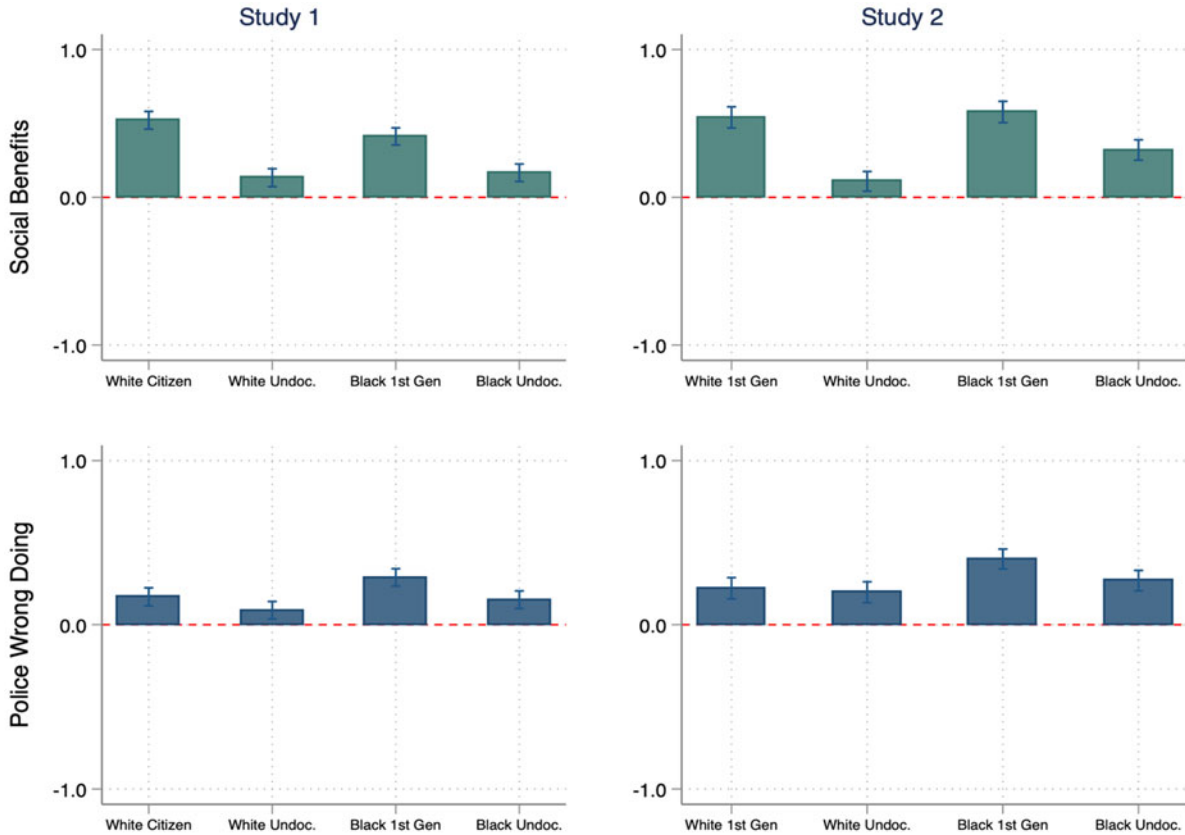 Study 1
Study 2
Social Benefits
1.0
0.0
-1.0
White Citizen White Undoc. Black 1st Gen Black Undoc.
1.0
0.0
-1.0
White 1st Gen White Undoc. Black 1st Gen Black Undoc.
Police Wrong Doing
1.0
0.0
-1.0
White Citizen White Undoc. Black 1st Gen Black Undoc.
1.0
0.0
-1.0
White 1st Gen White Undoc. Black 1st Gen Black Undoc.